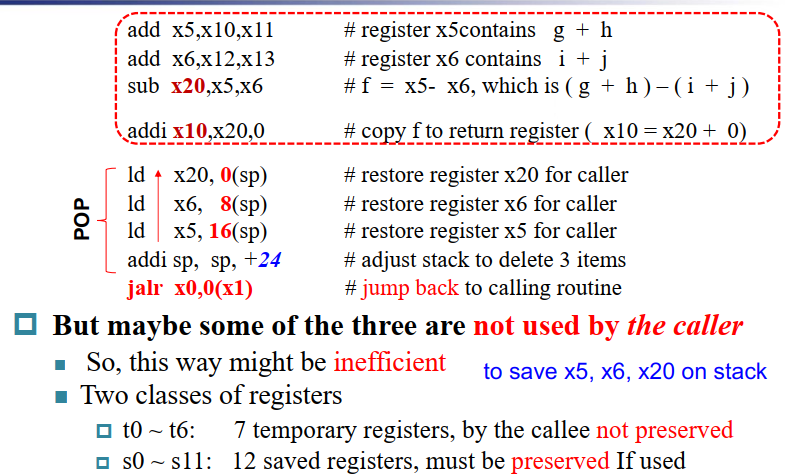 add x5,x10,x11 # register x5contains g + h
add x6,x12,x13 # register x6 contains i + j
sub x20,x5,x6 # f = x5- x6, which is ( g + h ) – ( i + j )
addi x10,x20,0 # copy f to return register ( x10 = x20 + 0)
POP
ld x20, 0(sp) # restore register x20 for caller
ld x6, 8(sp) # restore register x6 for caller
ld x5, 16(sp) # restore register x5 for caller
addi sp, sp, +24 # adjust stack to delete 3 items
jalr x0,0(x1) # jump back to calling routine
But maybe some of the three are not used by the caller
So, this way might be inefficient to save x5, x6, x20 on stack
Two classes of registers
t0 ~ t6: 7 temporary registers, by the callee not preserved
s0 ~ s11: 12 saved registers, must be preserved If used